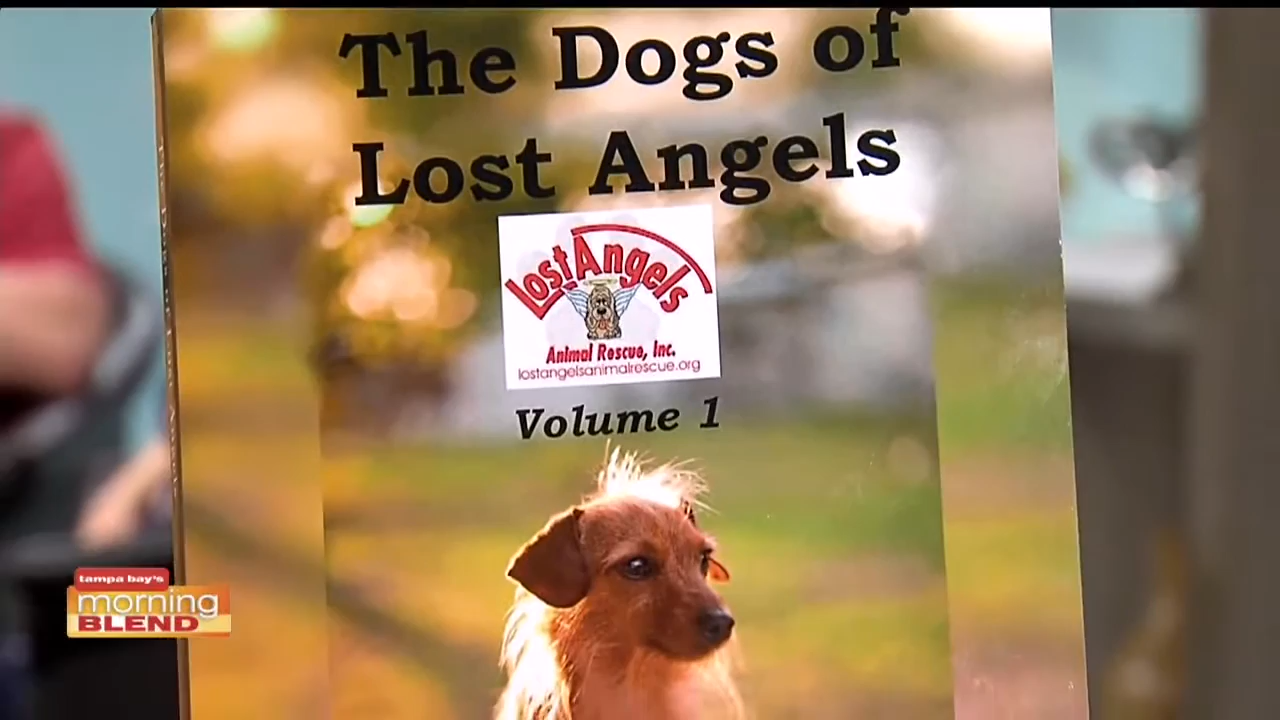 The Dogs of
Lost Angels
Lost Angels
Animal Rescue, Inc.
lostangelsanimalrescue.org
Volume 1
tampa bay's
morning
BLEND